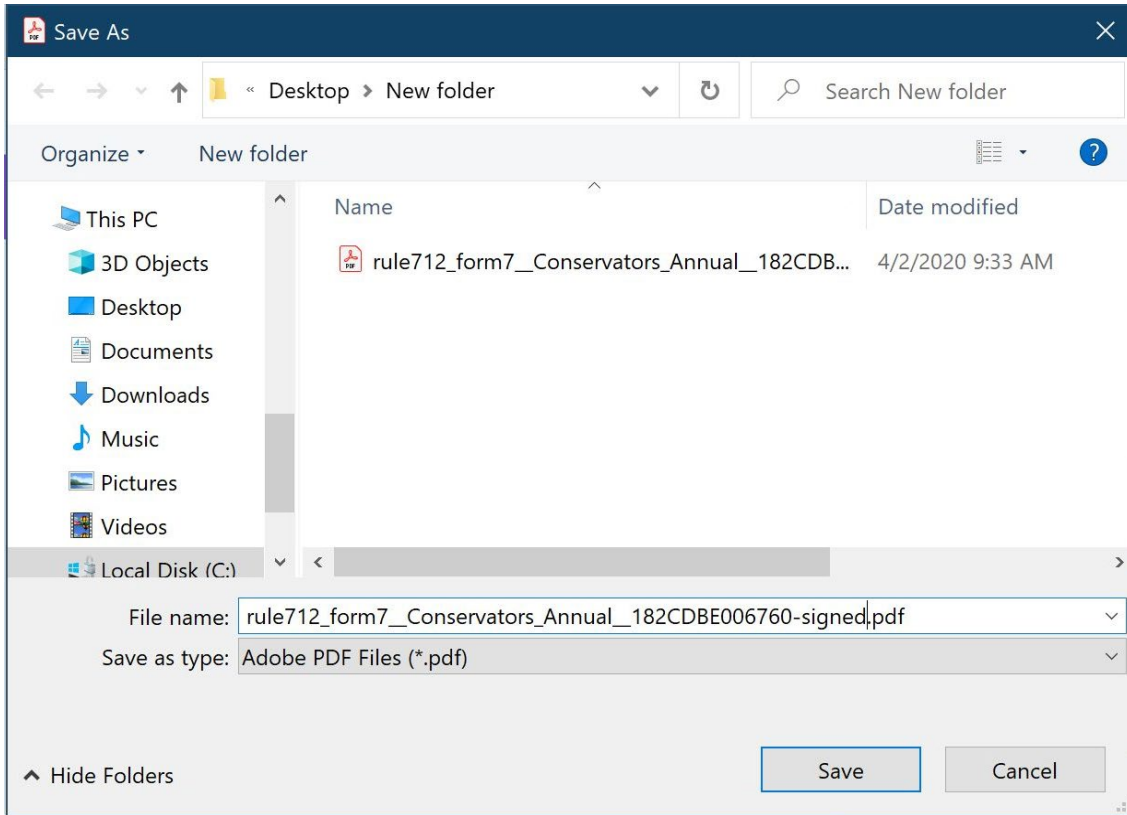 Save As
« Desktop > New folder
Search New folder
Organize
New folder
?
Name
Date modified
This PC
3D Objects
Desktop
Documents
Downloads
Music
Pictures
Videos
Local Disk (C:)
rule712_form7__Conservators_Annual__182CDB... 4/2/2020 9:33 AM
File name: rule712_form7__Conservators_Annual__182CDBE006760-signed.pdf
Save as type: Adobe PDF Files (*.pdf)
Hide Folders
Save
Cancel